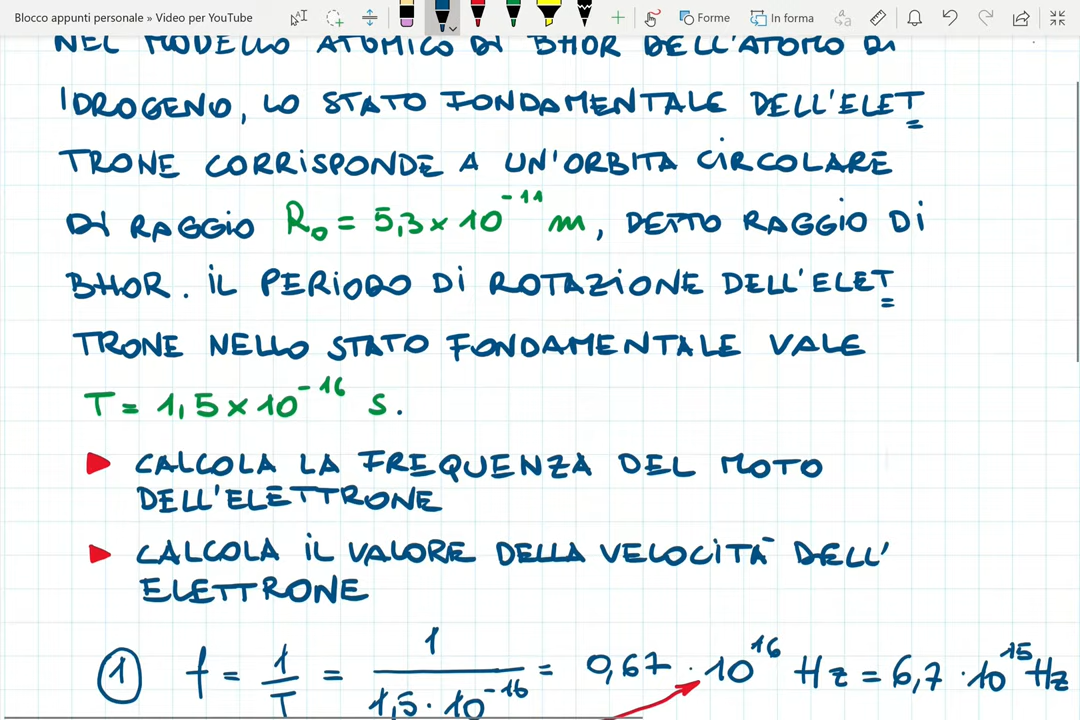 Blocco appunti personale » Video per YouTube
Forme
In forma
NEL MODELLO ATOMICO DI BHOR DELL'ATOMO DI
IDROGENO, LO STATO FONDAMENTALE DELL'ELET
TRONE CORRISPONDE A UN'ORBITA CIRCOLARE
DI RAGGIO R₀ = 5,3 × 10⁻¹¹ m, DETTO RAGGIO DI
BHOR. IL PERIODO DI ROTAZIONE DELL'ELET
TRONE NELLO STATO FONDAMENTALE VALE
T = 1,5 × 10⁻¹⁶ s.
CALCOLA LA FREQUENZA DEL MOTO
DELL'ELETTRONE
CALCOLA IL VALORE DELLA VELOCITÀ DELL'
ELETTRONE
1 f = 1/T = 1/(1,5 · 10⁻¹⁶) = 0,67 · 10¹⁶ Hz = 6,7 · 10¹⁵ Hz